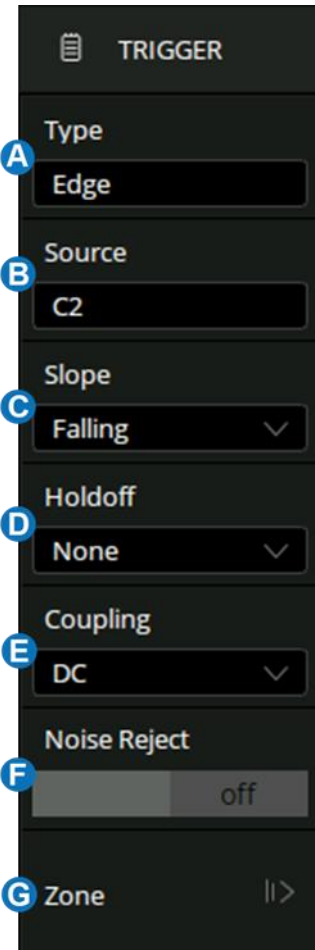 TRIGGER
Type
A
Edge
Source
B
C2
Slope
C
Falling
Holdoff
D
None
Coupling
E
DC
Noise Reject
F
off
G Zone